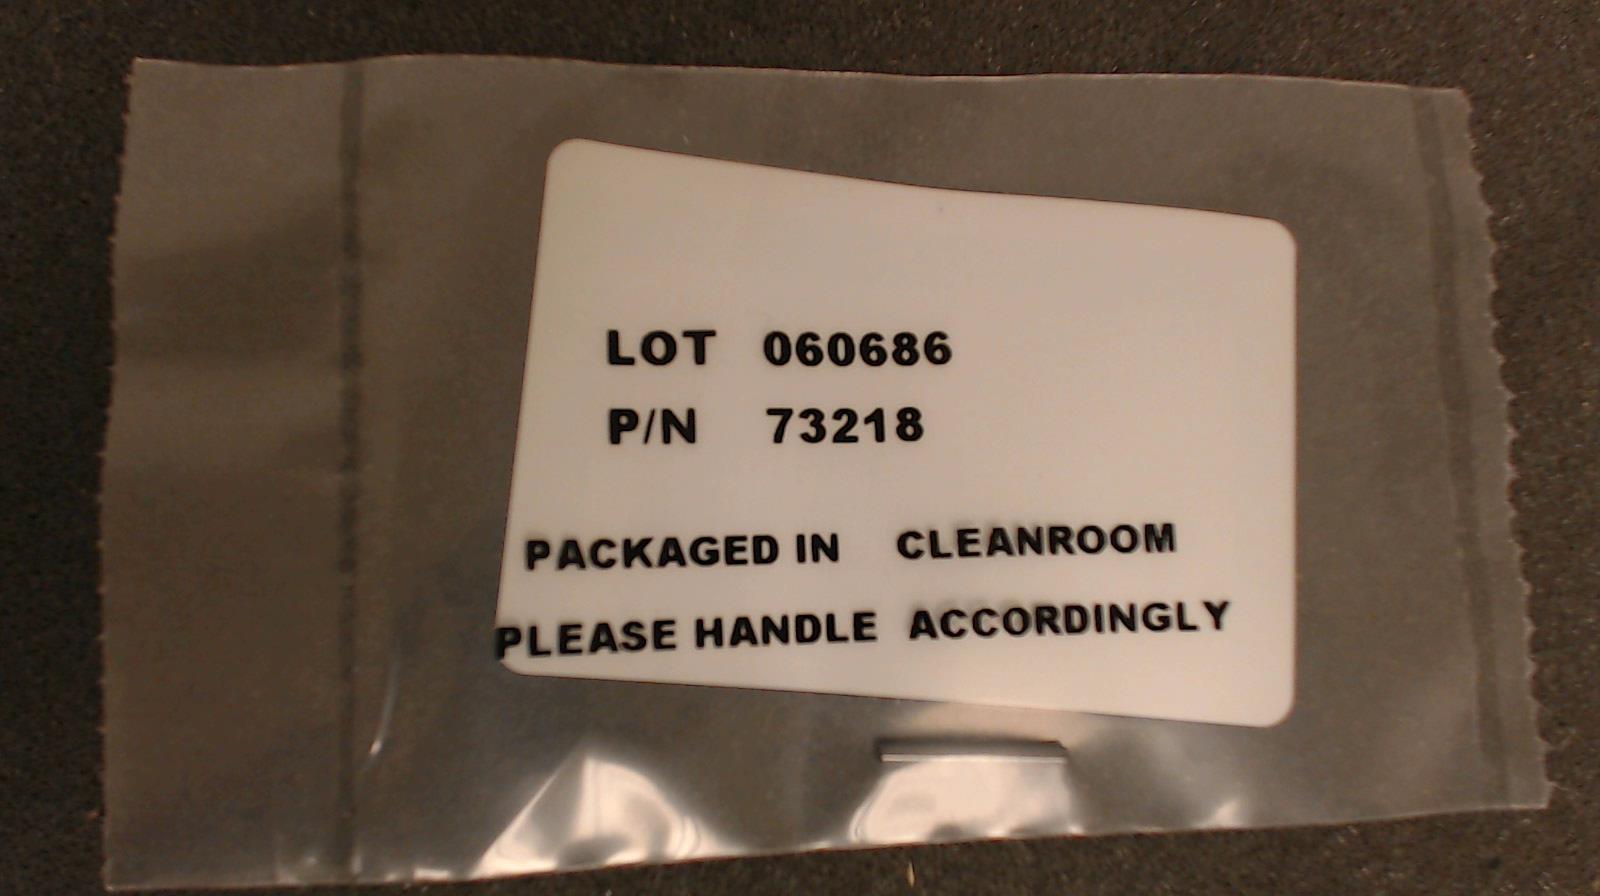 LOT 060686
P/N 73218
PACKAGED IN CLEANROOM
PLEASE HANDLE ACCORDINGLY